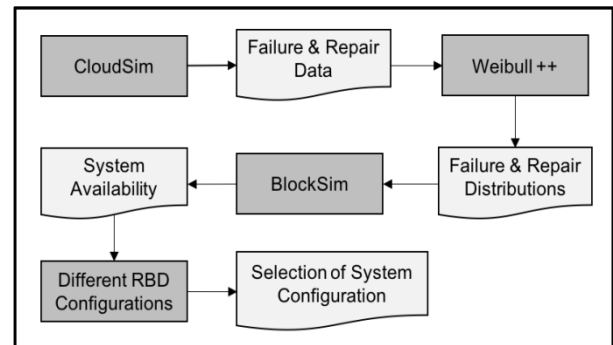 CloudSim
Failure & Repair
Data
Weibull ++
System
Availability
BlockSim
Failure & Repair
Distributions
Different RBD
Configurations
Selection of System
Configuration